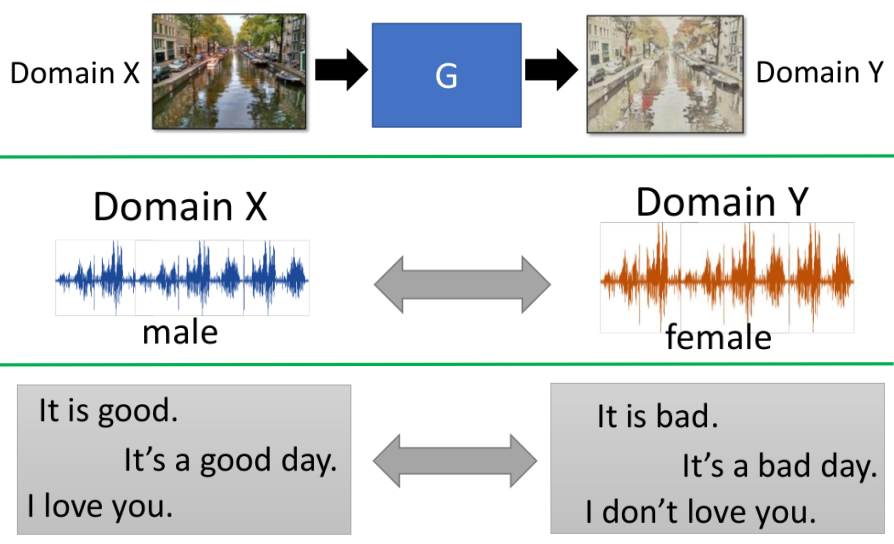 Domain X
G
Domain Y
Domain X
Domain Y
male
female
It is good.
It's a good day.
I love you.
It is bad.
It's a bad day.
I don't love you.